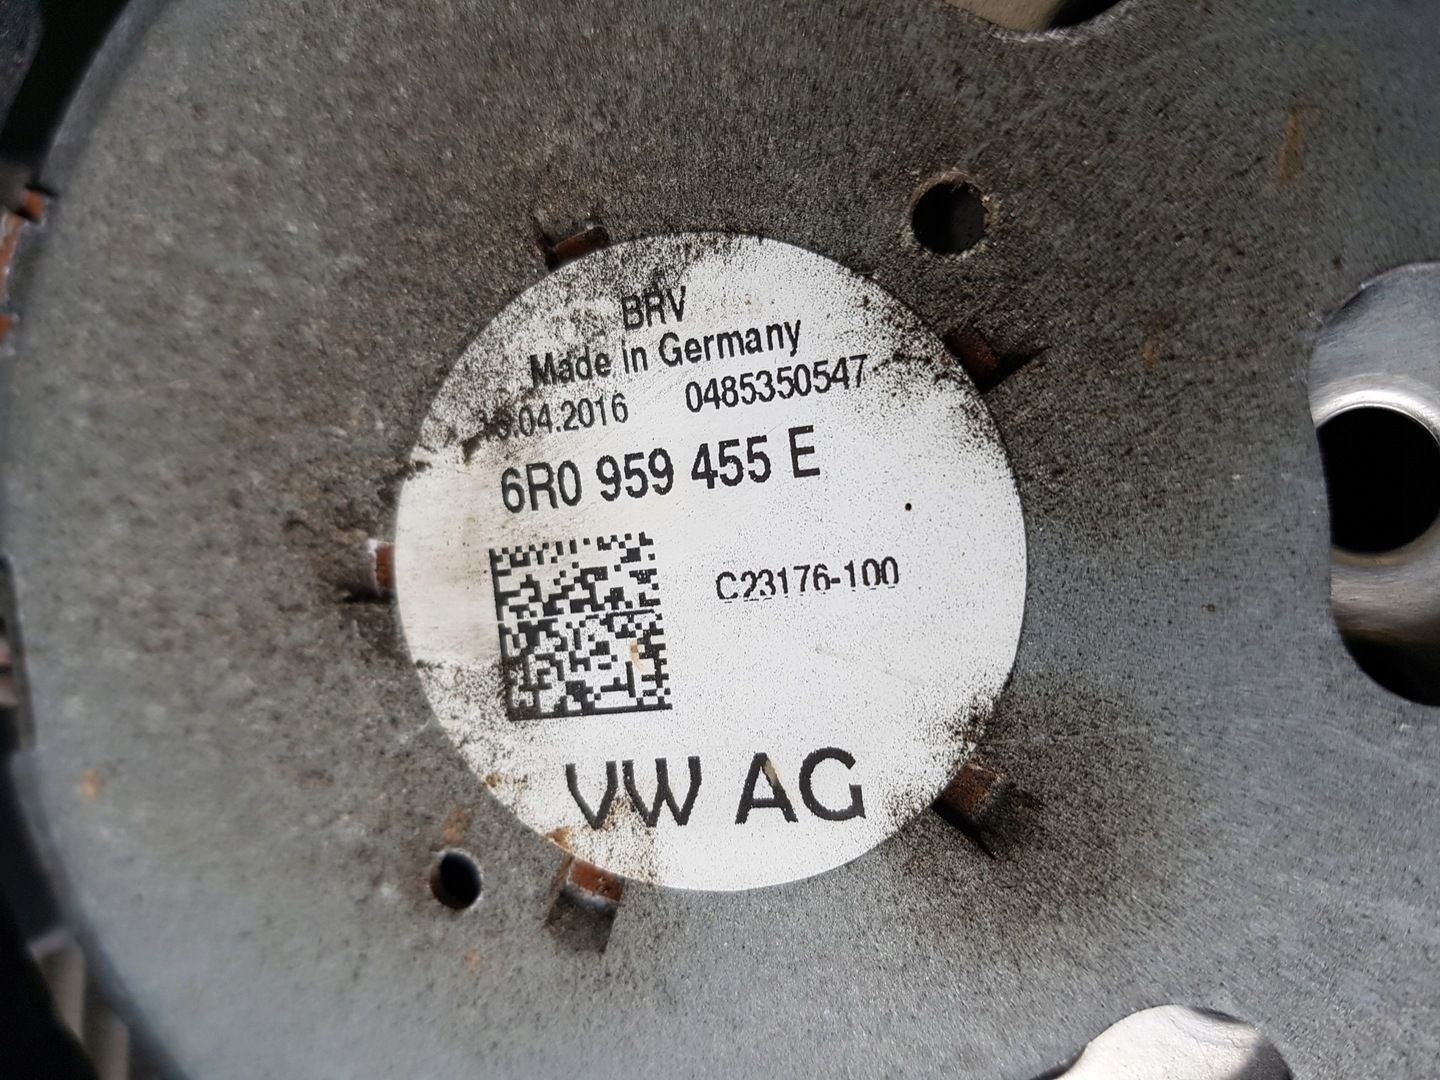 BRV
Made in Germany
.04.2016 0485350547
6R0 959 455 E
C23176-100
VW AG